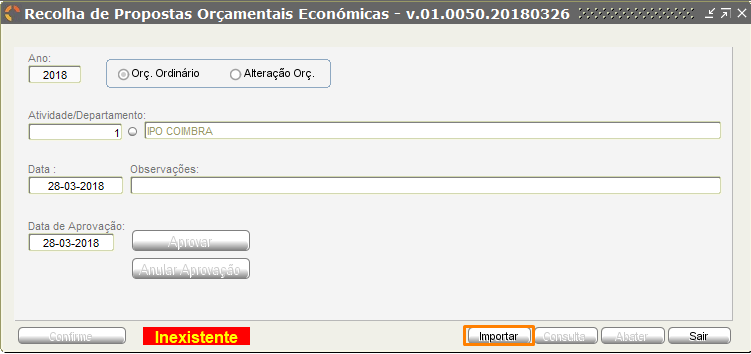 Recolha de Propostas Orçamentais Económicas - v.01.0050.20180326
Ano:
2018
Orç. Ordinário
Alteração Orç.
Atividade/Departamento:
1
IPO COIMBRA
Data :
Observações:
28-03-2018
Data de Aprovação:
28-03-2018
Aprovar
Anular Aprovação
Confirme
Inexistente
Importar
Consulta
Abater
Sair